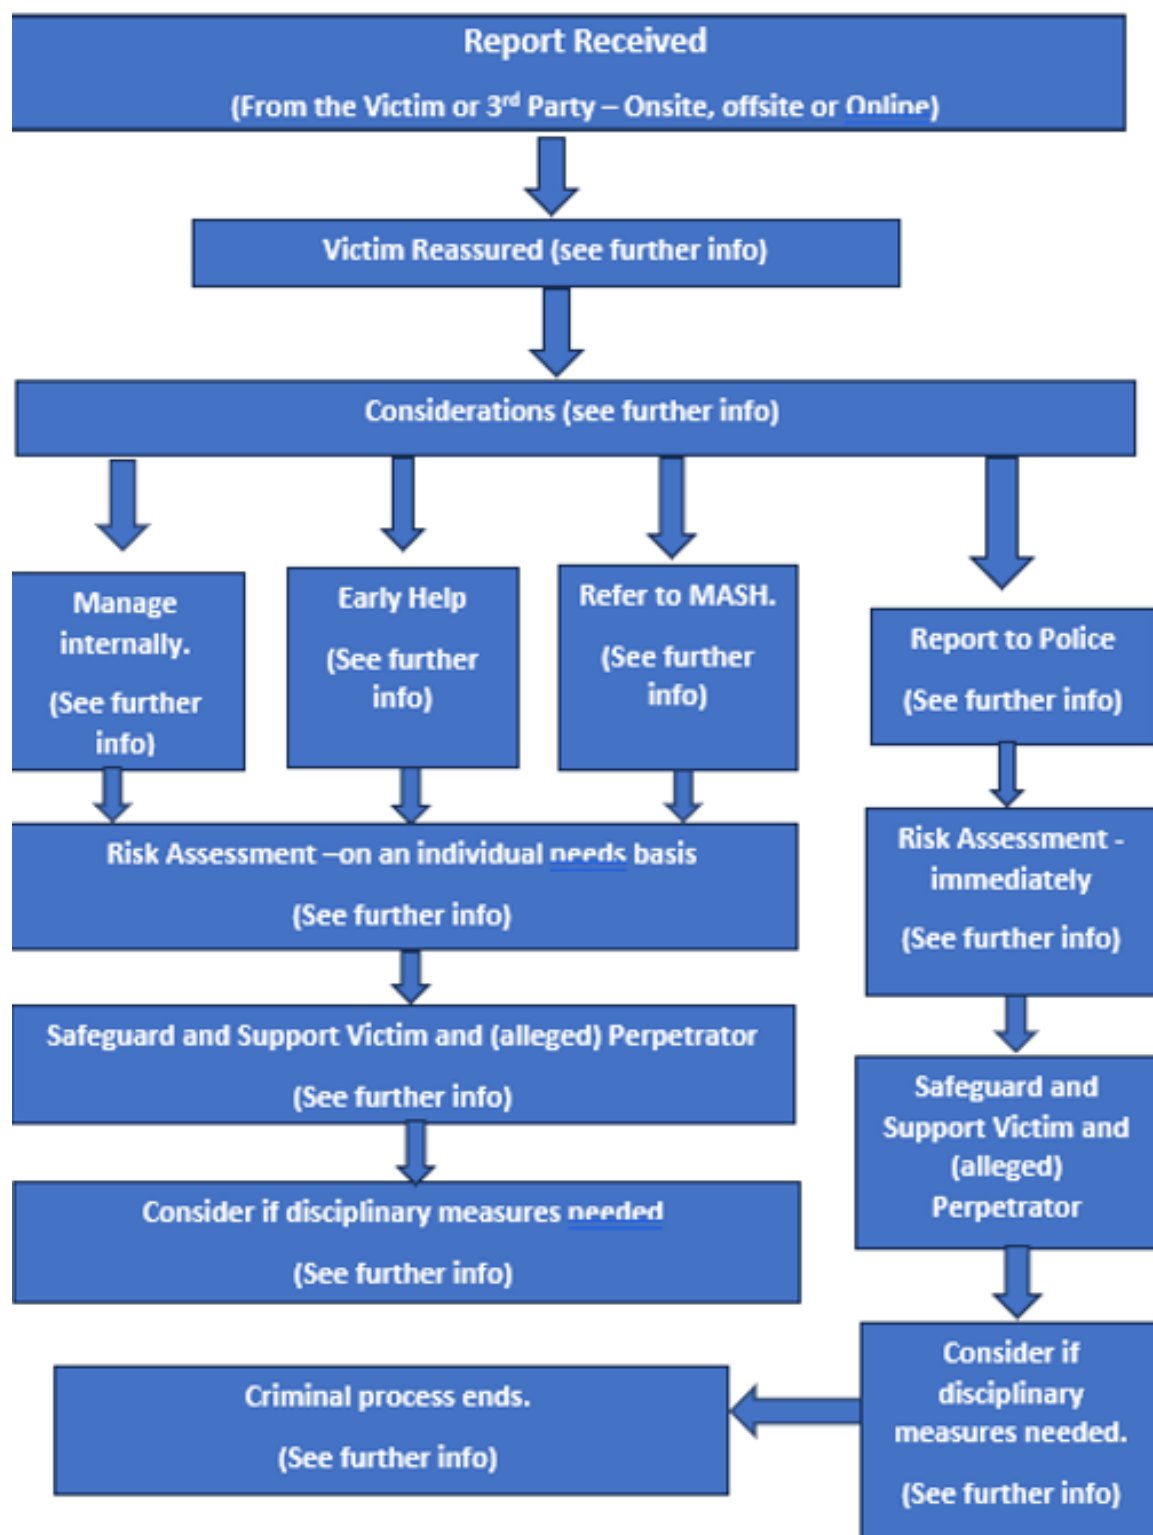 Report Received
(From the Victim or 3rd Party – Onsite, offsite or Online)
Victim Reassured (see further info)
Considerations (see further info)
Manage
internally.
(See further
info)
Early Help
(See further
info)
Refer to MASH.
(See further
info)
Report to Police
(See further info)
Risk Assessment –on an individual needs basis
(See further info)
Risk Assessment -
immediately
(See further info)
Safeguard and Support Victim and (alleged) Perpetrator
(See further info)
Safeguard and
Support Victim and
(alleged)
Perpetrator
Consider if disciplinary measures needed
(See further info)
Consider if
disciplinary
measures needed.
(See further info)
Criminal process ends.
(See further info)